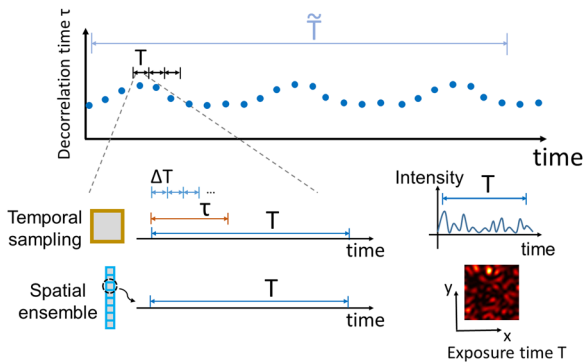 Decorrelation time τ
T̃
T
time
ΔT
...
τ
T
time
Temporal
sampling
Intensity
T
time
Spatial
ensemble
T
time
y
x
Exposure time T